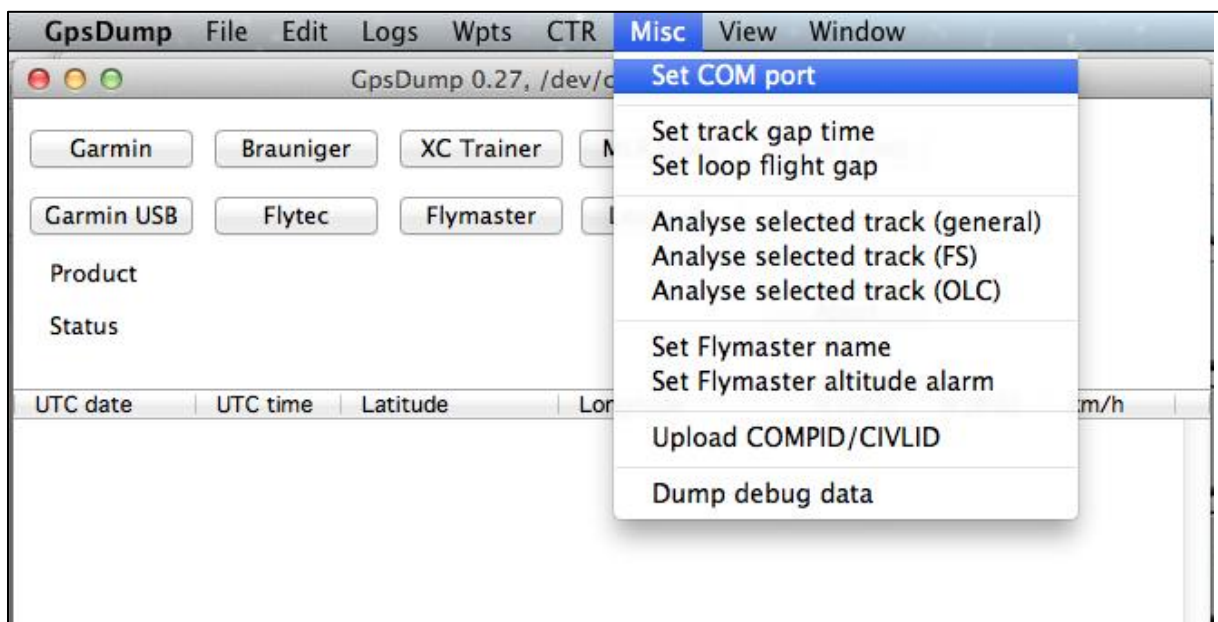 GpsDump File Edit Logs Wpts CTR Misc View Window
GpsDump 0.27,
Set COM port
Garmin Brauniger XC Trainer
Set track gap time
Set loop flight gap
Garmin USB Flytec Flymaster
Analyse selected track (general)
Analyse selected track (FS)
Analyse selected track (OLC)
Product
Status
Set Flymaster name
Set Flymaster altitude alarm
UTC date UTC time Latitude km/h
Upload COMPID/CIVLID
Dump debug data